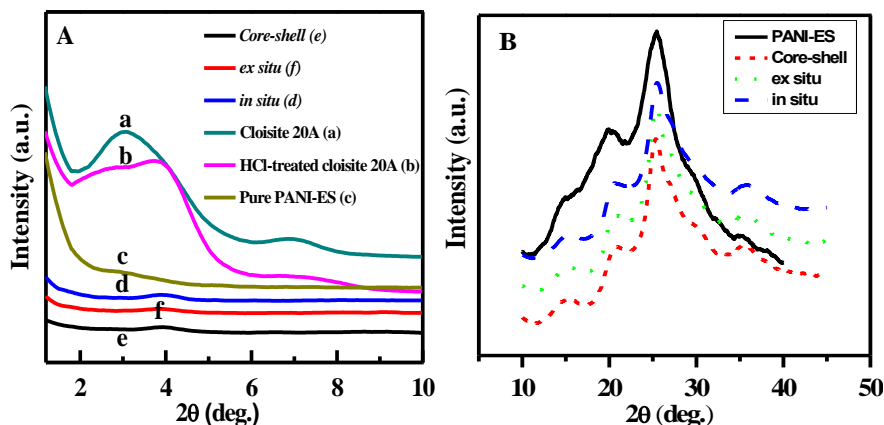 A
Core-shell (e)
ex situ (f)
in situ (d)
Cloisite 20A (a)
HCl-treated cloisite 20A (b)
Pure PANI-ES (c)
a
b
c
d
f
e
Intensity (a.u.)
2 4 6 8 10
2θ (deg.)
B
PANI-ES
Core-shell
ex situ
in situ
Intensity (a.u.)
10 20 30 40 50
2θ (deg.)